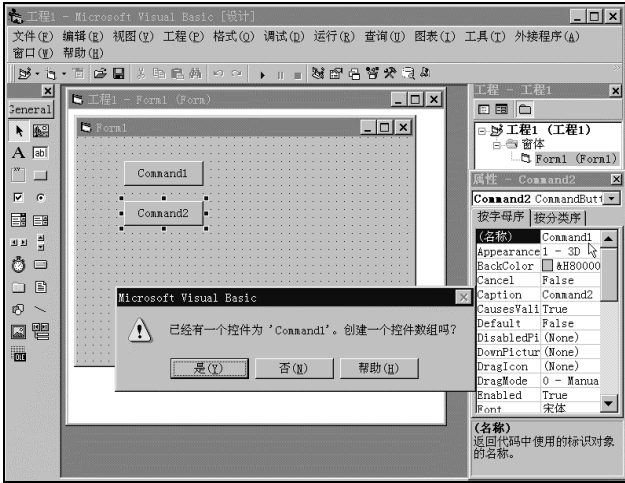 工程1 - Microsoft Visual Basic [设计]
文件(F) 编辑(E) 视图(V) 工程(P) 格式(O) 调试(D) 运行(R) 查询(U) 图表(I) 工具(T) 外接程序(A)
窗口(W) 帮助(H)
General
工程1 - Form1 (Form)
Form1
Command1
Command2
Microsoft Visual Basic
已经有一个控件为 'Command1'。创建一个控件数组吗?
是(Y) 否(N) 帮助(H)
工程 - 工程1
工程1 (工程1)
窗体
Form1 (Form1)
属性 - Command2
Command2 CommandButt
按字母序 按分类序
(名称) Command1
Appearance 1 - 3D
BackColor &H80000
Cancel False
Caption Command2
CausesVali True
Default False
DisabledPi (None)
DownPictur (None)
DragIcon (None)
DragMode 0 - Manua
Enabled True
Font 宋体
(名称)
返回代码中使用的标识对象
的名称。